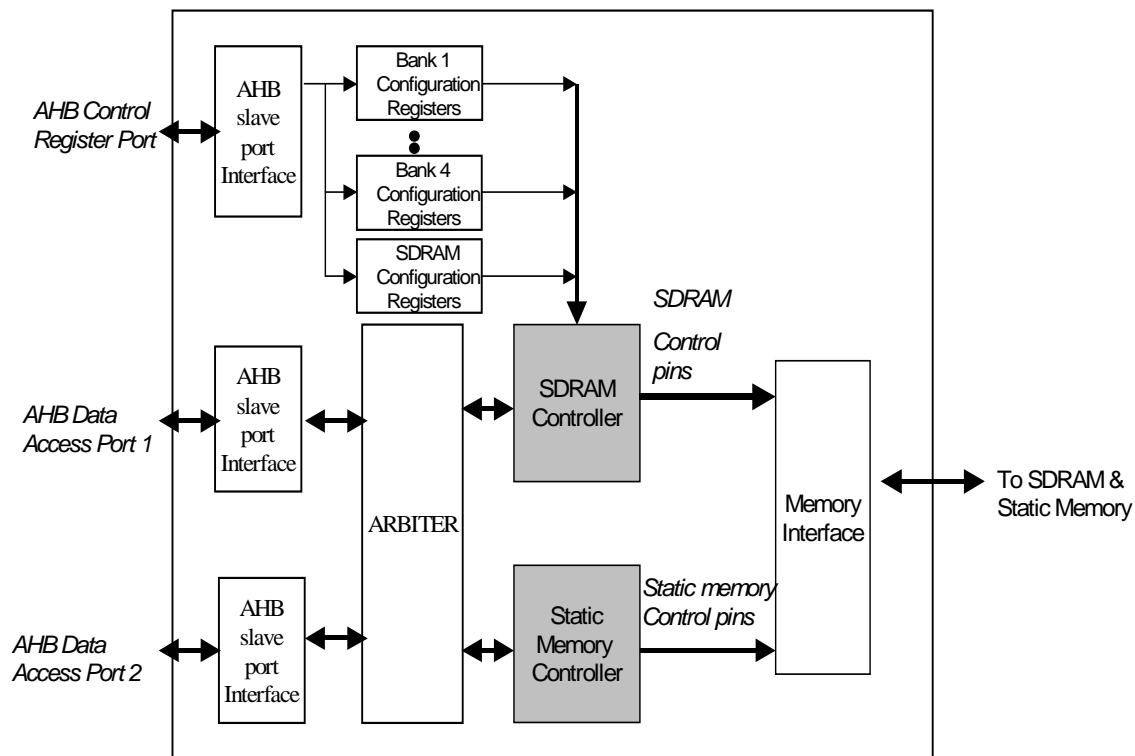 AHB Control
Register Port
AHB
slave
port
Interface
Bank 1
Configuration
Registers
Bank 4
Configuration
Registers
SDRAM
Configuration
Registers
SDRAM
Control
pins
AHB Data
Access Port 1
AHB
slave
port
Interface
ARBITER
SDRAM
Controller
Memory
Interface
To SDRAM &
Static Memory
AHB Data
Access Port 2
AHB
slave
port
Interface
Static
Memory
Controller
Static memory
Control pins